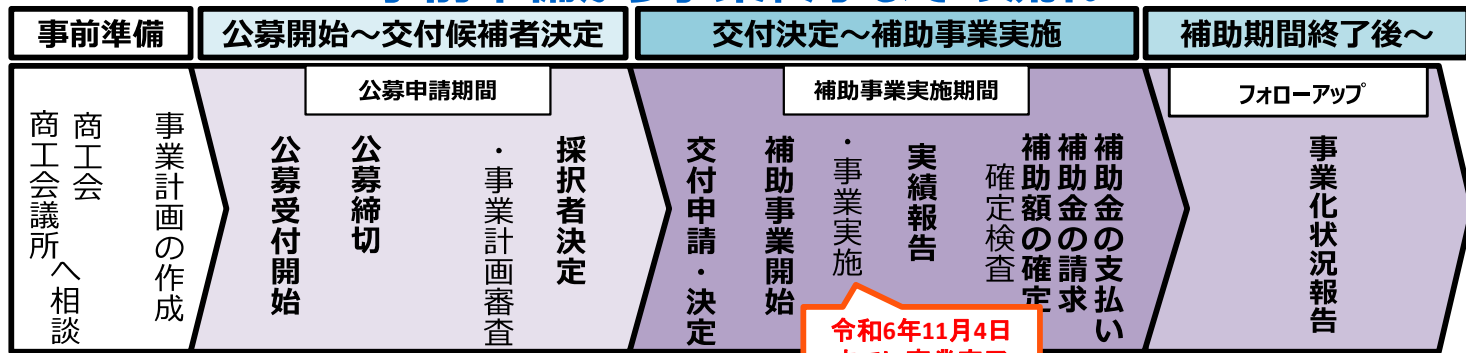 事前準備
公募開始～交付候補者決定
交付決定～補助事業実施
補助期間終了後～
商工会
商工会議所へ相談
事業計画の作成
公募申請期間
公募受付開始
公募締切
・事業計画審査
採択者決定
補助事業実施期間
交付申請・決定
補助事業開始
・事業実施
実績報告
確定検査
補助額の確定
補助金の請求
補助金の支払い
令和6年11月4日
フォローアップ
事業化状況報告